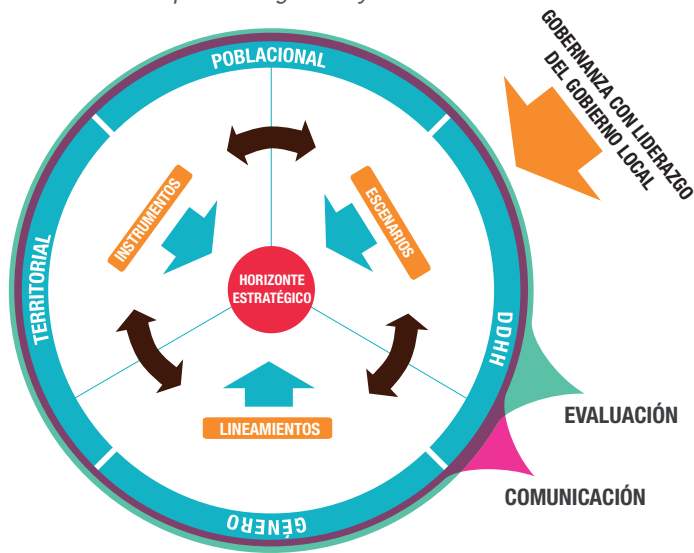 POBLACIONAL
GOBERNANZA CON LIDERAZGO
DEL GOBIERNO LOCAL
INSTRUMENTOS
ESCENARIOS
TERRITORIAL
HORIZONTE
ESTRATÉGICO
DDHH
LINEAMIENTOS
EVALUACIÓN
COMUNICACIÓN
GÉNERO